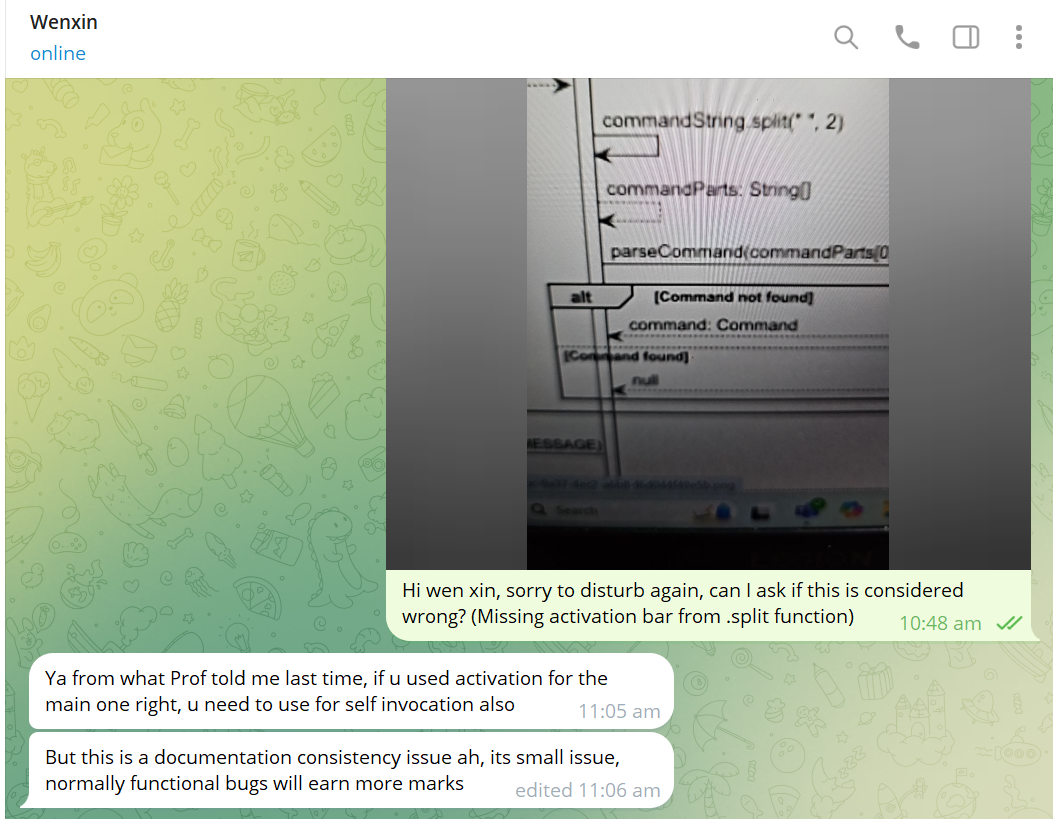 Wenxin
online
commandString.split(" ", 2)
commandParts: String[]
parseCommand(commandParts[0
alt
[Command not found]
command: Command
[Command found]
null
MESSAGE)
Search
Hi wen xin, sorry to disturb again, can I ask if this is considered
wrong? (Missing activation bar from .split function)
10:48 am
Ya from what Prof told me last time, if u used activation for the
main one right, u need to use for self invocation also
11:05 am
But this is a documentation consistency issue ah, its small issue,
normally functional bugs will earn more marks
edited 11:06 am